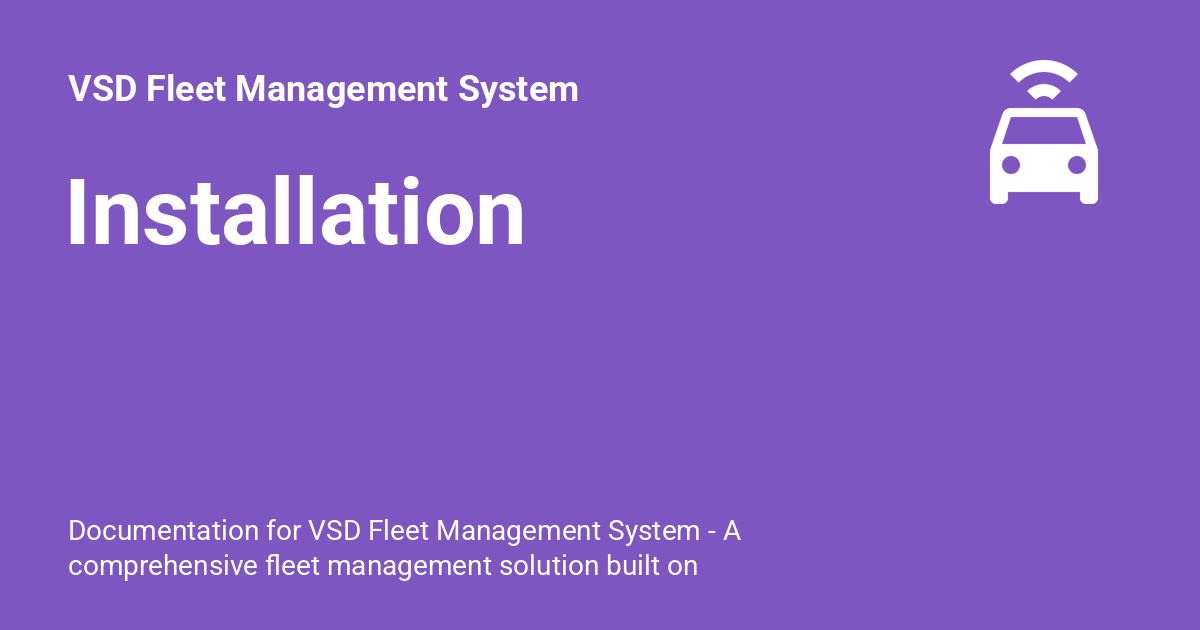 VSD Fleet Management System
Installation
Documentation for VSD Fleet Management System - A
comprehensive fleet management solution built on